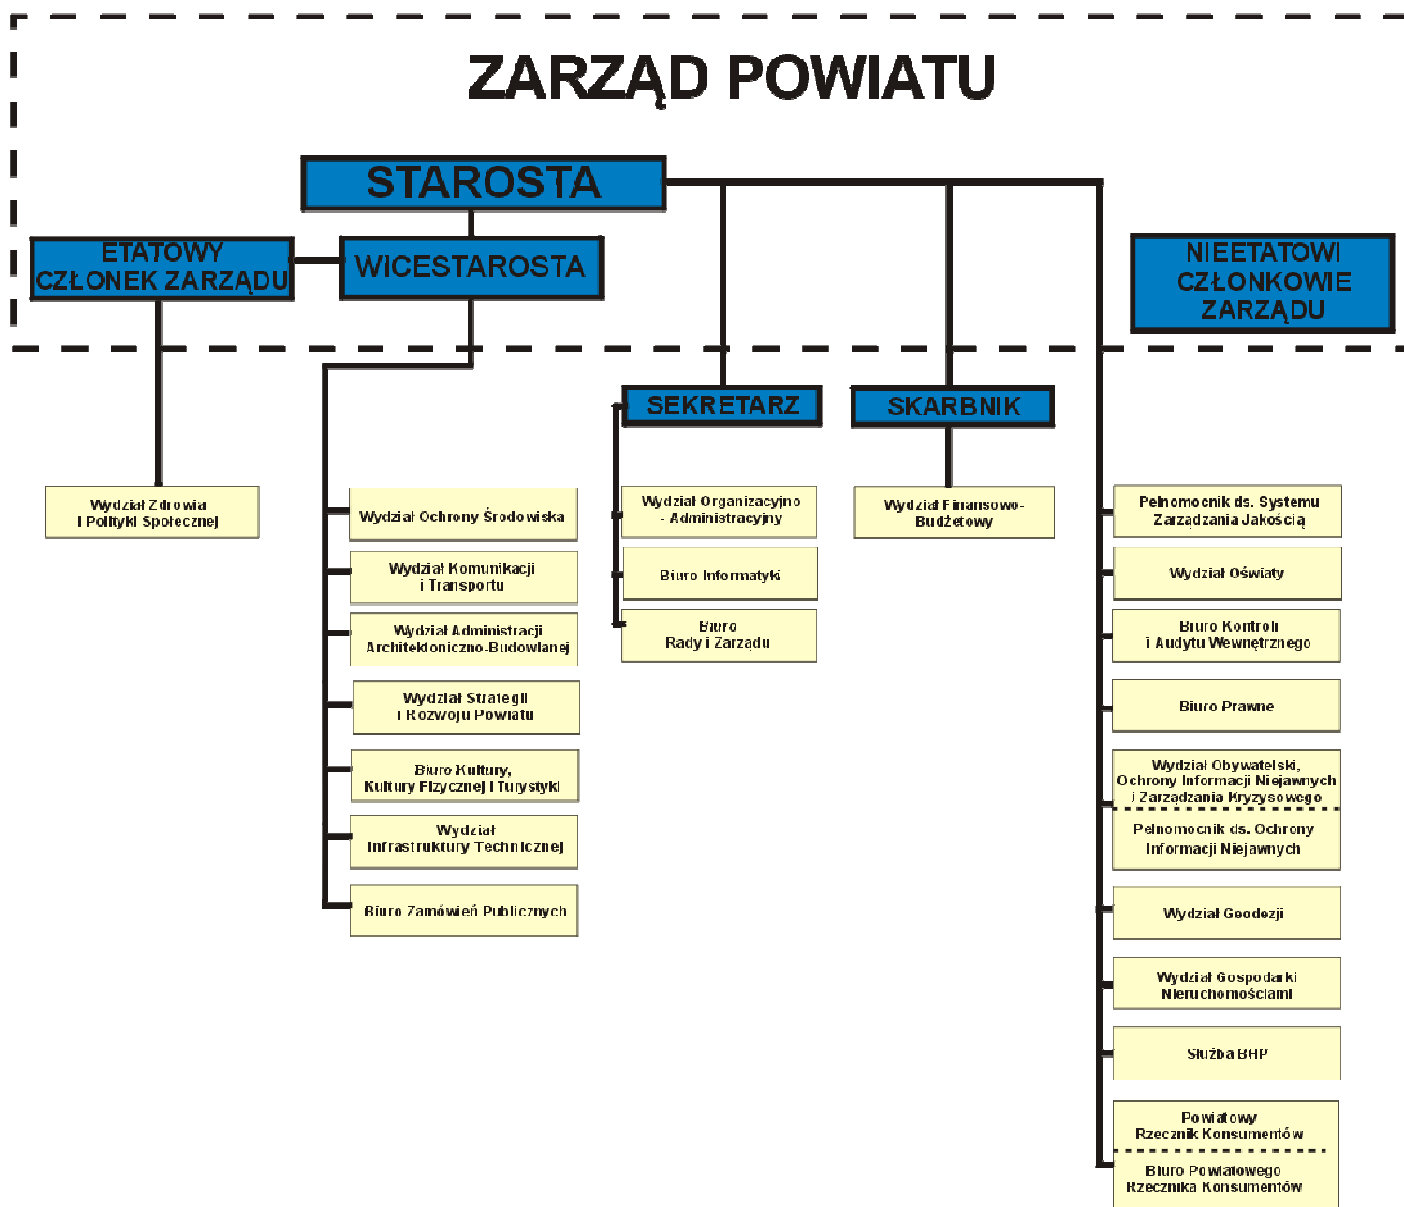 ZARZĄD POWIATU
STAROSTA
ETATOWY
CZŁONEK ZARZĄDU
WICESTAROSTA
NIEETATOWI
CZŁONKOWIE
ZARZĄDU
SEKRETARZ
SKARBNIK
Wydział Zdrowia
i Polityki Społecznej
Wydział Ochrony Środowiska
Wydział Komunikacji
i Transportu
Wydział Administracji
Architektoniczno-Budowlanej
Wydział Strategii
i Rozwoju Powiatu
Biuro Kultury,
Kultury Fizycznej i Turystyki
Wydział
Infrastruktury Technicznej
Biuro Zamówień Publicznych
Wydział Organizacyjno
- Administracyjny
Biuro Informatyki
Biuro
Rady i Zarządu
Wydział Finansowo-
Budżetowy
Pełnomocnik ds. Systemu
Zarządzania Jakością
Wydział Oświaty
Biuro Kontroli
i Audytu Wewnętrznego
Biuro Prawne
Wydział Obywatelski,
Ochrony Informacji Niejawnych
i Zarządzania Kryzysowego
Pełnomocnik ds. Ochrony
Informacji Niejawnych
Wydział Geodezji
Wydział Gospodarki
Nieruchomościami
Służba BHP
Powiatowy
Rzecznik Konsumentów
Biuro Powiatowego
Rzecznika Konsumentów